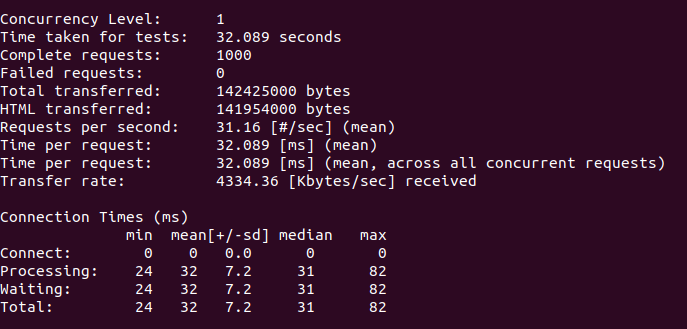 Concurrency Level:      1
Time taken for tests:   32.089 seconds
Complete requests:      1000
Failed requests:        0
Total transferred:      142425000 bytes
HTML transferred:       141954000 bytes
Requests per second:    31.16 [#/sec] (mean)
Time per request:       32.089 [ms] (mean)
Time per request:       32.089 [ms] (mean, across all concurrent requests)
Transfer rate:          4334.36 [Kbytes/sec] received
Connection Times (ms)
              min  mean[+/-sd] median   max
Connect:        0    0   0.0      0       0
Processing:    24   32   7.2     31      82
Waiting:       24   32   7.2     31      82
Total:         24   32   7.2     31      82